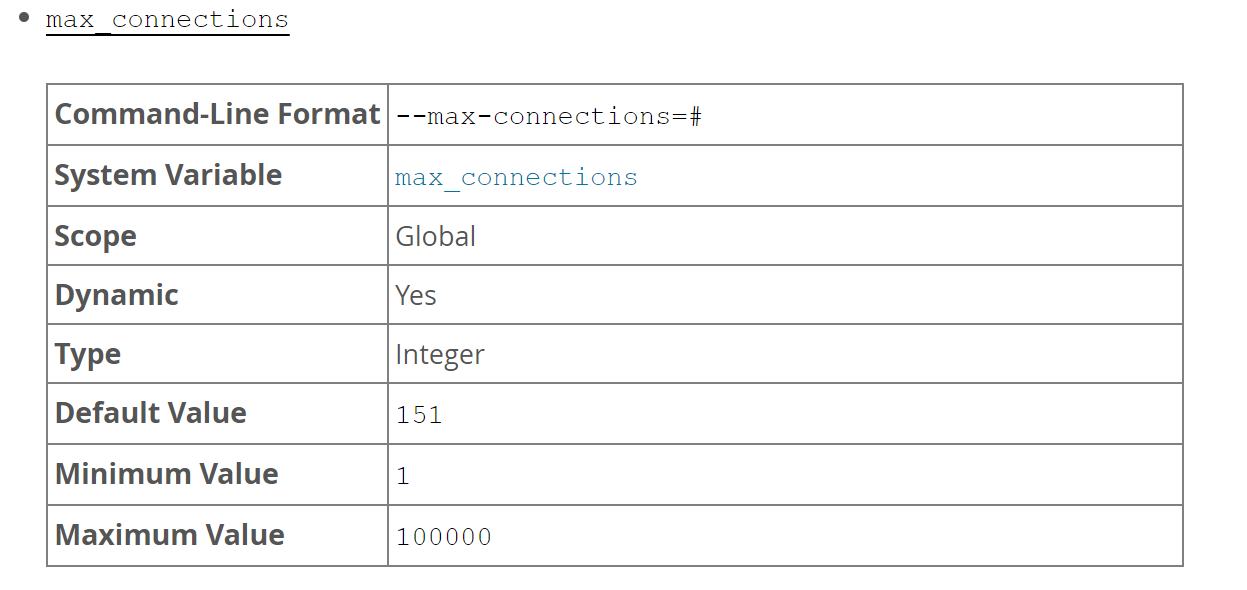 max_connections
Command-Line Format --max-connections=#
System Variable max_connections
Scope Global
Dynamic Yes
Type Integer
Default Value 151
Minimum Value 1
Maximum Value 100000